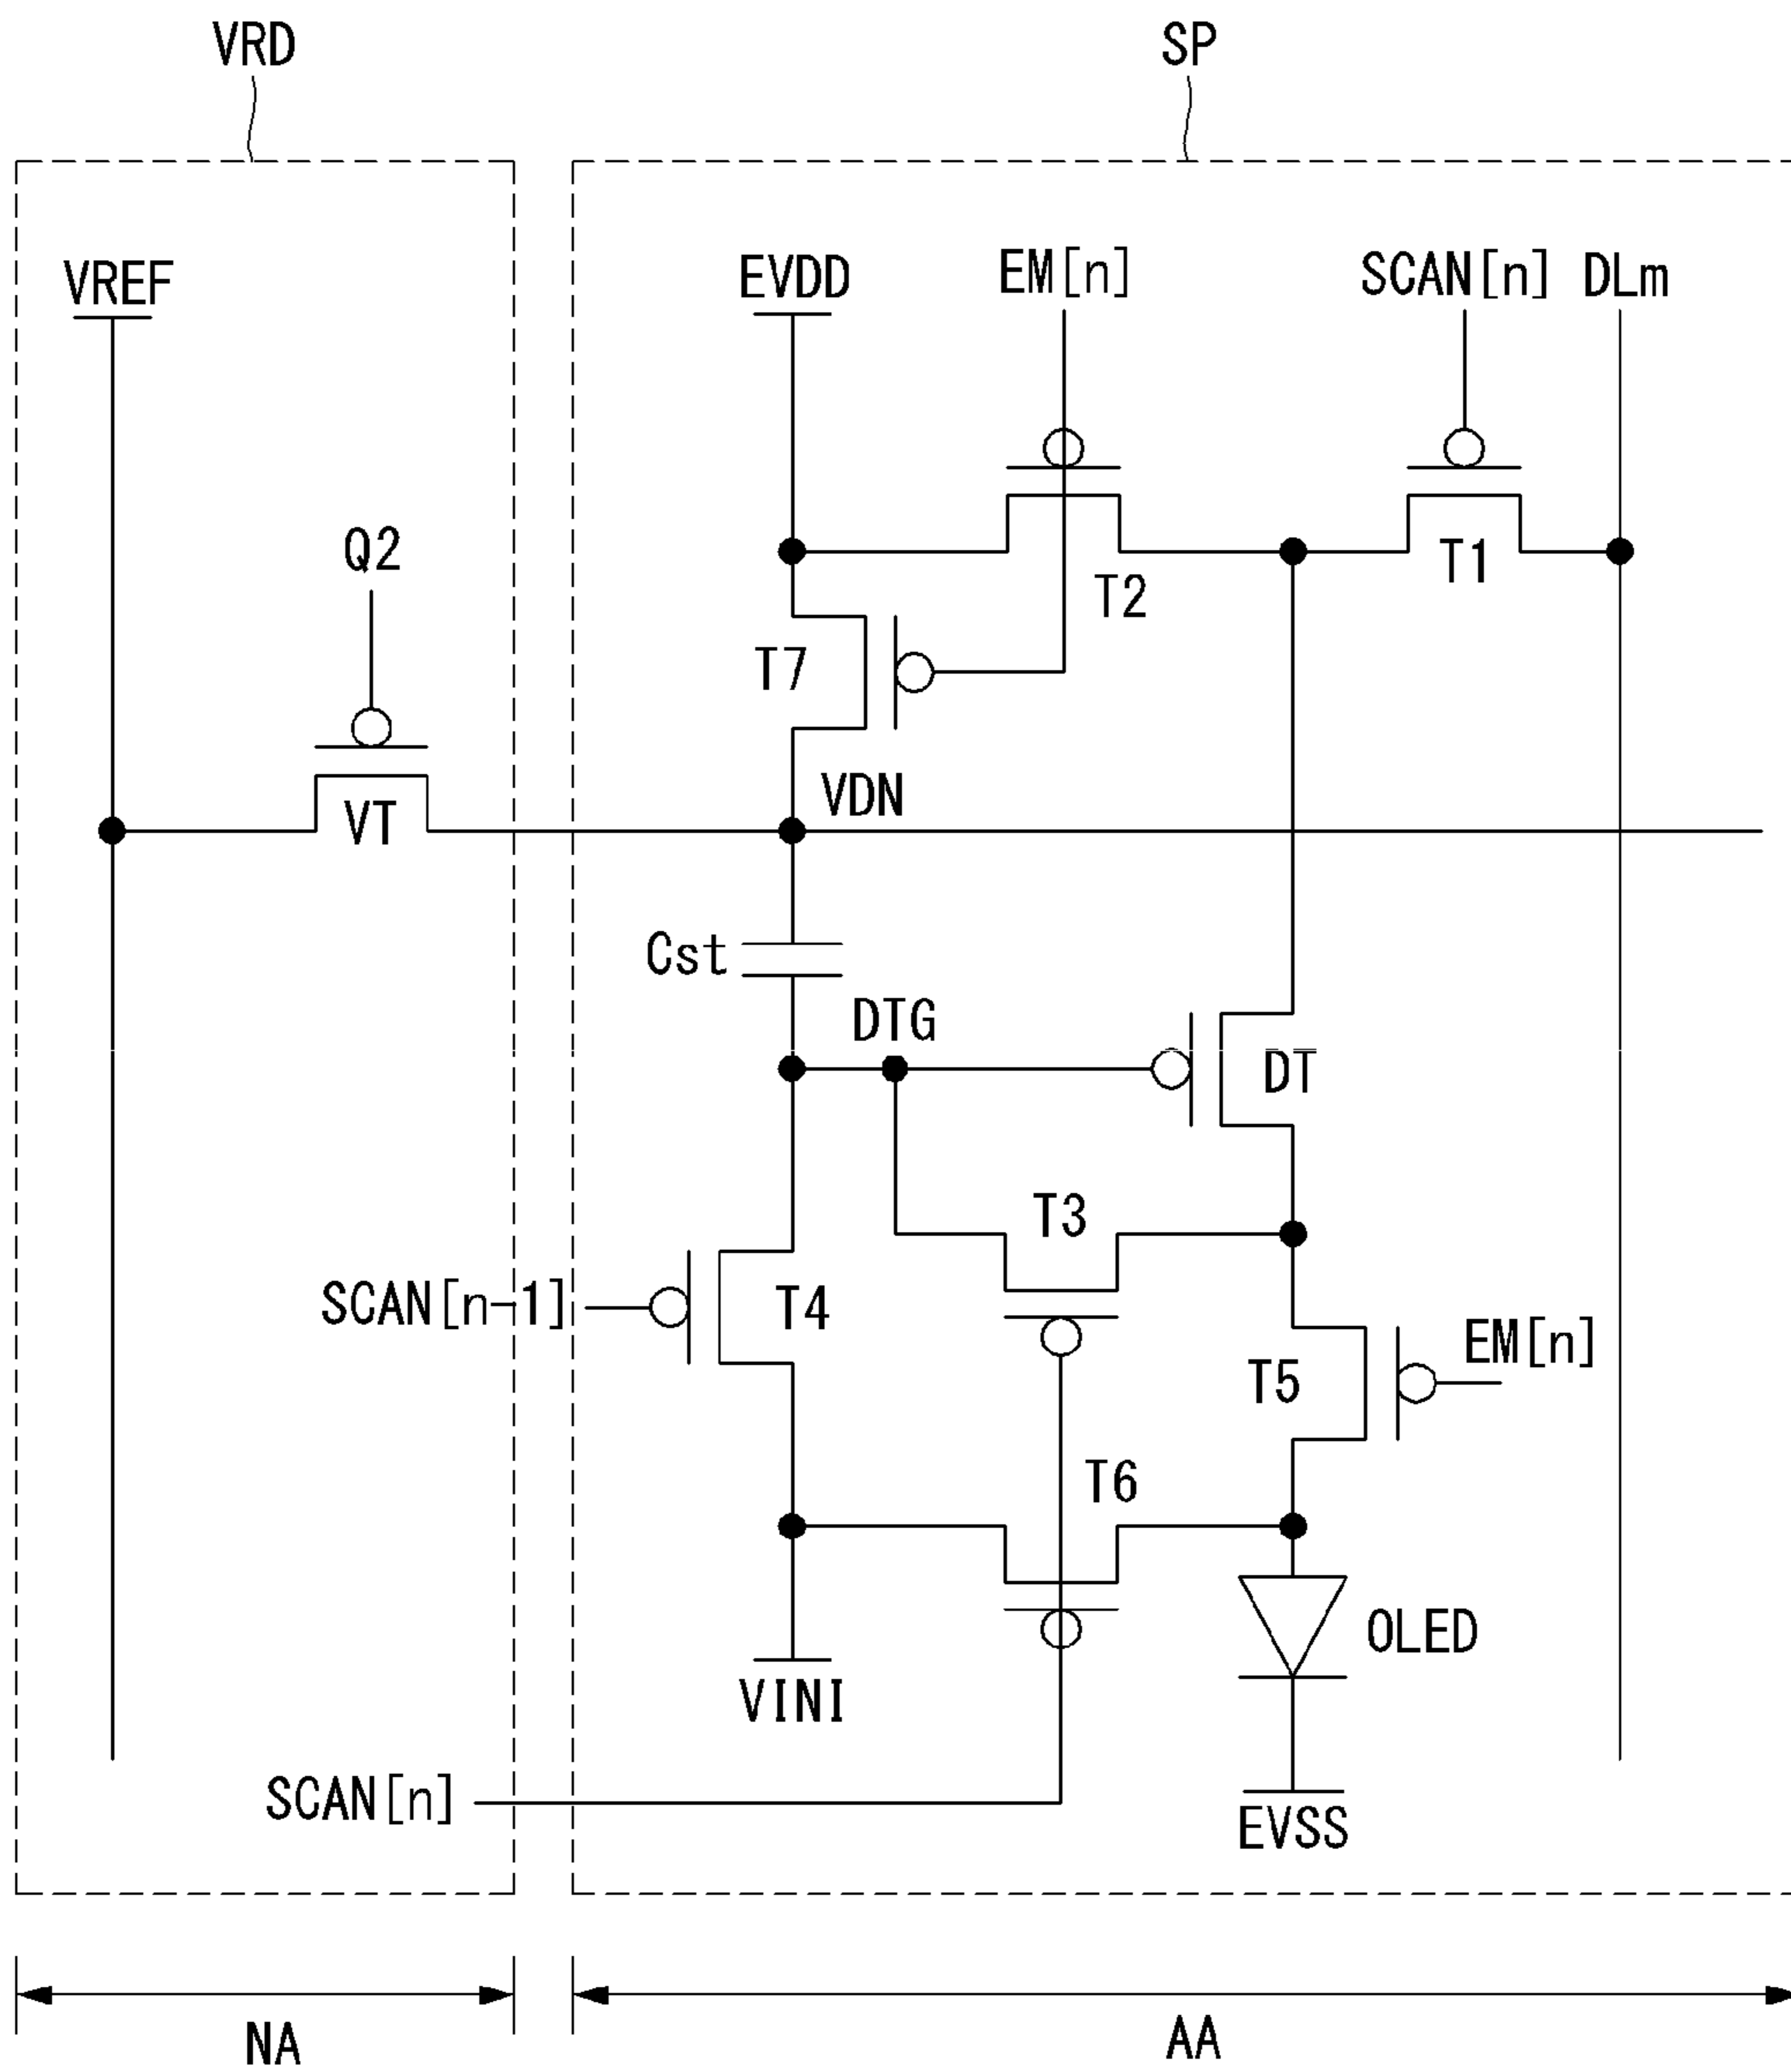 VRD
SP
VREF
EVDD
EM[n]
SCAN[n]
DLm
Q2
T2
T1
T7
VDN
VT
Cst
DTG
DT
T3
SCAN[n-1]
T4
EM[n]
T5
T6
OLED
VINI
SCAN[n]
EVSS
NA
AA